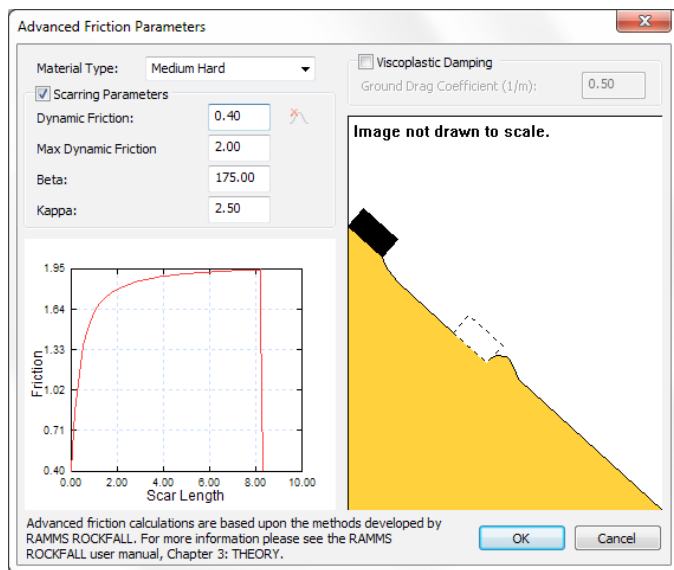 Advanced Friction Parameters
Material Type: Medium Hard
Scarring Parameters
Dynamic Friction: 0.40
Max Dynamic Friction 2.00
Beta: 175.00
Kappa: 2.50
Viscoplastic Damping
Ground Drag Coefficient (1/m): 0.50
Image not drawn to scale.
1.95
1.64
1.33
1.02
0.71
0.40
Friction
0.00 2.00 4.00 6.00 8.00 10.00
Scar Length
Advanced friction calculations are based upon the methods developed by
RAMMS ROCKFALL. For more information please see the RAMMS
ROCKFALL user manual, Chapter 3: THEORY.
OK Cancel